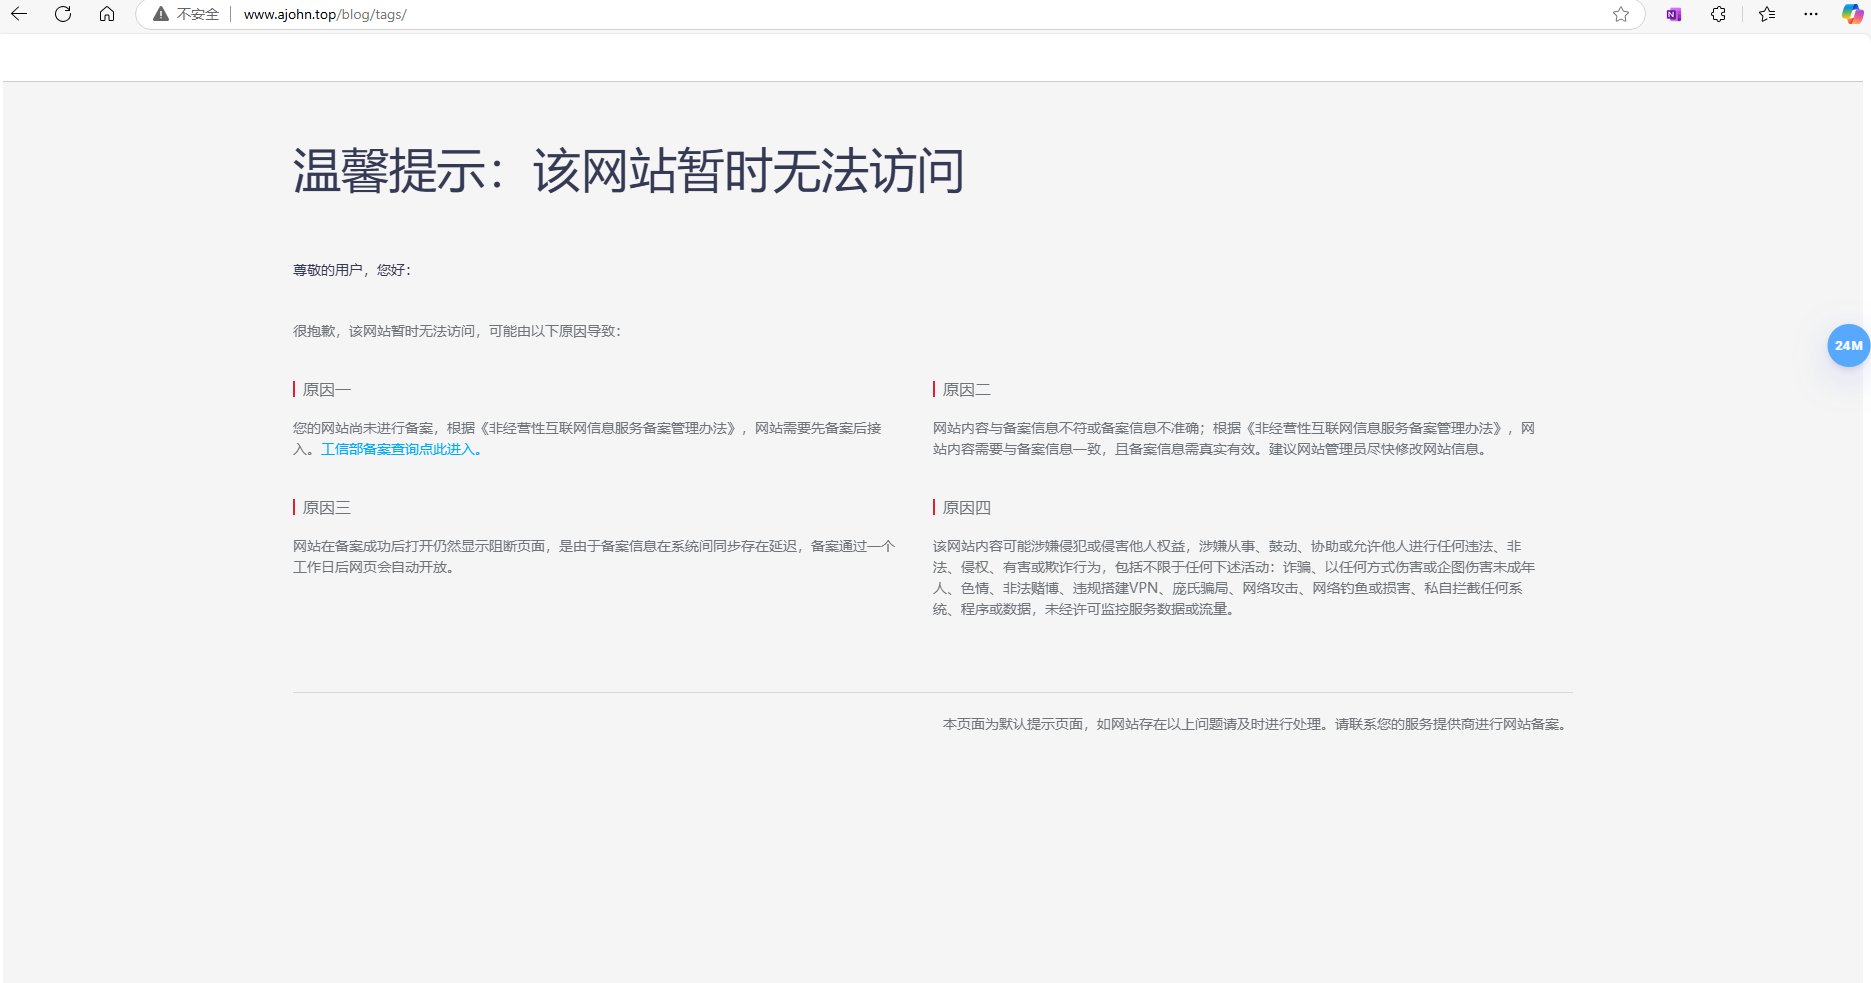 不安全
www.ajohn.top/blog/tags/
温馨提示：该网站暂时无法访问
尊敬的用户，您好：
很抱歉，该网站暂时无法访问，可能由以下原因导致：
原因一
您的网站尚未进行备案，根据《非经营性互联网信息服务备案管理办法》，网站需要先备案后接
入。工信部备案查询点此进入。
原因二
网站内容与备案信息不符或备案信息不准确；根据《非经营性互联网信息服务备案管理办法》，网
站内容需要与备案信息一致，且备案信息需真实有效。建议网站管理员尽快修改网站信息。
原因三
网站在备案成功后打开仍然显示阻断页面，是由于备案信息在系统间同步存在延迟，备案通过一个
工作日后网页会自动开放。
原因四
该网站内容可能涉嫌侵犯或侵害他人权益，涉嫌从事、鼓动、协助或允许他人进行任何违法、非
法、侵权、有害或欺诈行为，包括不限于任何下述活动：诈骗、以任何方式伤害或企图伤害未成年
人、色情、非法赌博、违规搭建VPN、庞氏骗局、网络攻击、网络钓鱼或损害、私自拦截任何系
统、程序或数据，未经许可监控服务数据或流量。
本页面为默认提示页面，如网站存在以上问题请及时进行处理。请联系您的服务提供商进行网站备案。
24M